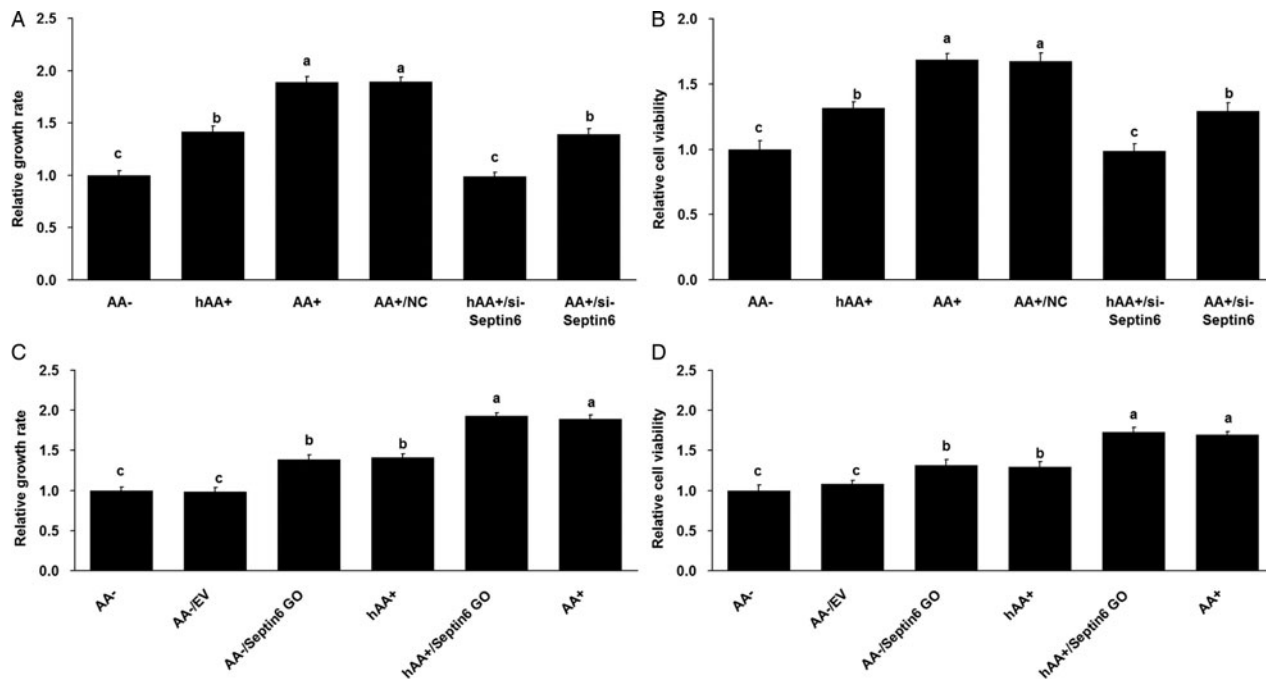 A
Relative growth rate
2.5
2.0
1.5
1.0
0.5
0.0
c
b
a
a
c
b
AA-
hAA+
AA+
AA+/NC
hAA+/si-
Septin6
AA+/si-
Septin6
B
Relative cell viability
2.0
1.5
1.0
0.5
0.0
c
b
a
a
c
b
AA-
hAA+
AA+
AA+/NC
hAA+/si-
Septin6
AA+/si-
Septin6
C
Relative growth rate
2.5
2.0
1.5
1.0
0.5
0.0
c
c
b
b
a
a
AA-
AA-/EV
AA-/Septin6 GO
hAA+
hAA+/Septin6 GO
AA+
D
Relative cell viability
2.5
2.0
1.5
1.0
0.5
0.0
c
c
b
b
a
a
AA-
AA-/EV
AA-/Septin6 GO
hAA+
hAA+/Septin6 GO
AA+